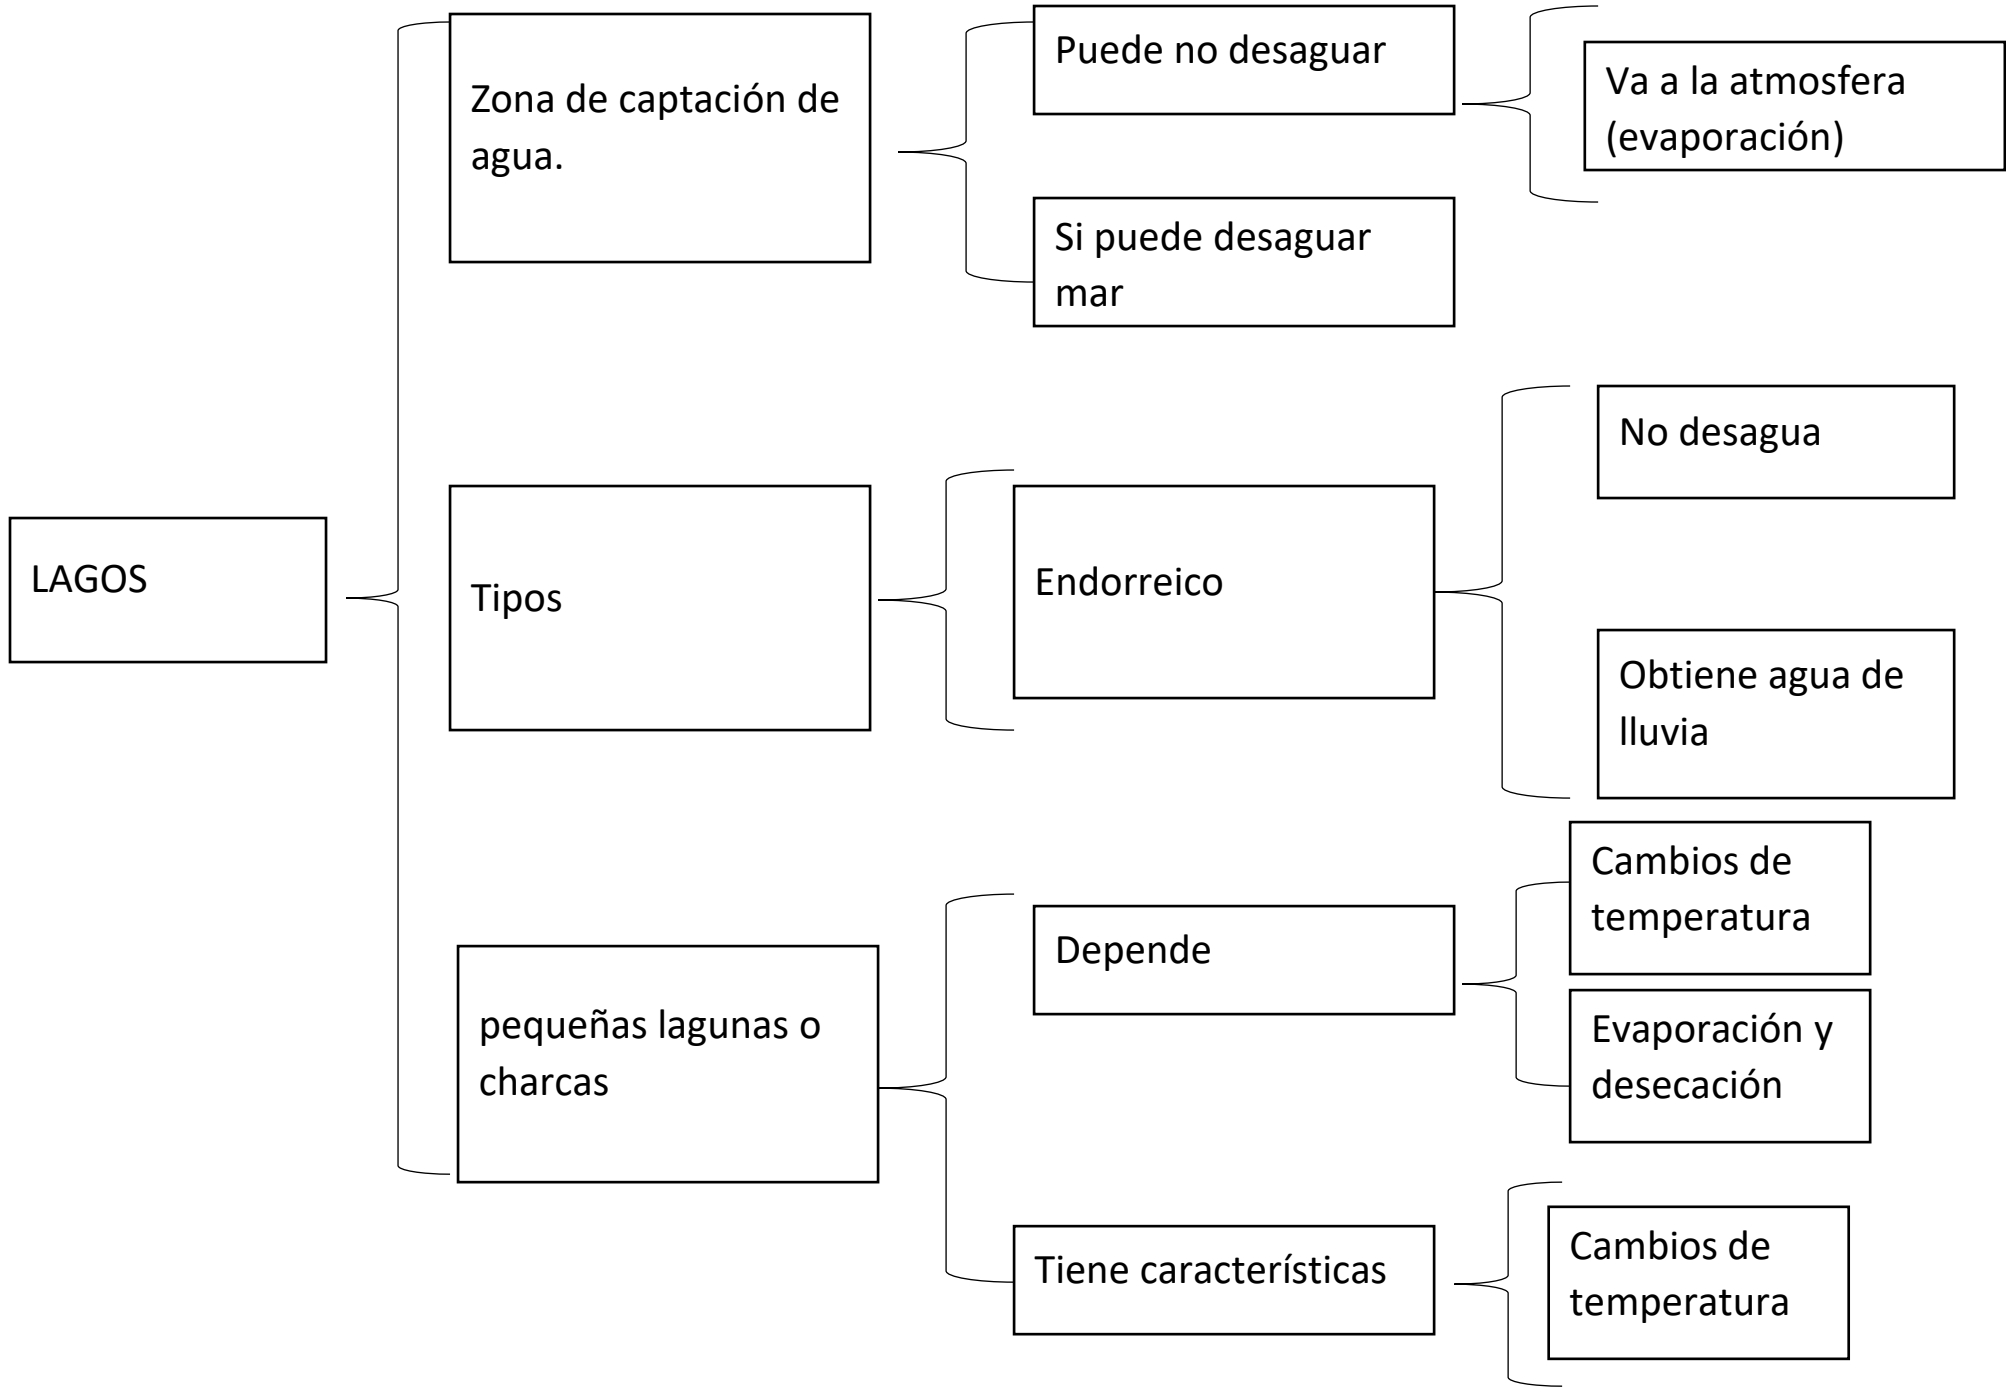 LAGOS
Zona de captación de
agua.
Puede no desaguar
Va a la atmosfera
(evaporación)
Si puede desaguar
mar
Tipos
Endorreico
No desagua
Obtiene agua de
lluvia
pequeñas lagunas o
charcas
Depende
Cambios de
temperatura
Evaporación y
desecación
Tiene características
Cambios de
temperatura